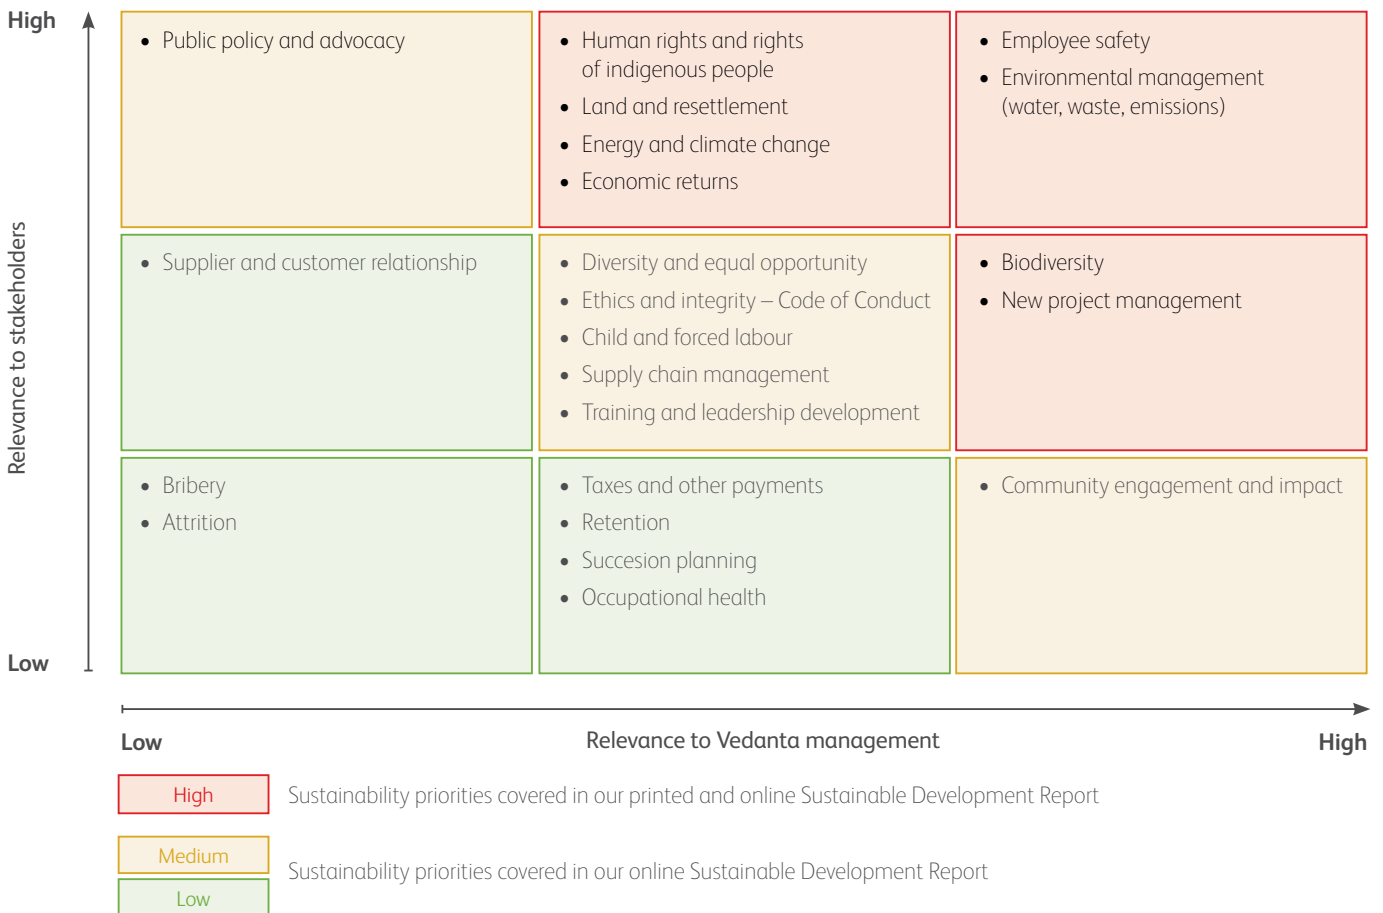 High
Relevance to stakeholders
Low
• Public policy and advocacy
• Human rights and rights
of indigenous people
• Land and resettlement
• Energy and climate change
• Economic returns
• Employee safety
• Environmental management
(water, waste, emissions)
• Supplier and customer relationship
• Diversity and equal opportunity
• Ethics and integrity – Code of Conduct
• Child and forced labour
• Supply chain management
• Training and leadership development
• Biodiversity
• New project management
• Bribery
• Attrition
• Taxes and other payments
• Retention
• Succesion planning
• Occupational health
• Community engagement and impact
Low
Relevance to Vedanta management
High
High
Sustainability priorities covered in our printed and online Sustainable Development Report
Medium
Sustainability priorities covered in our online Sustainable Development Report
Low